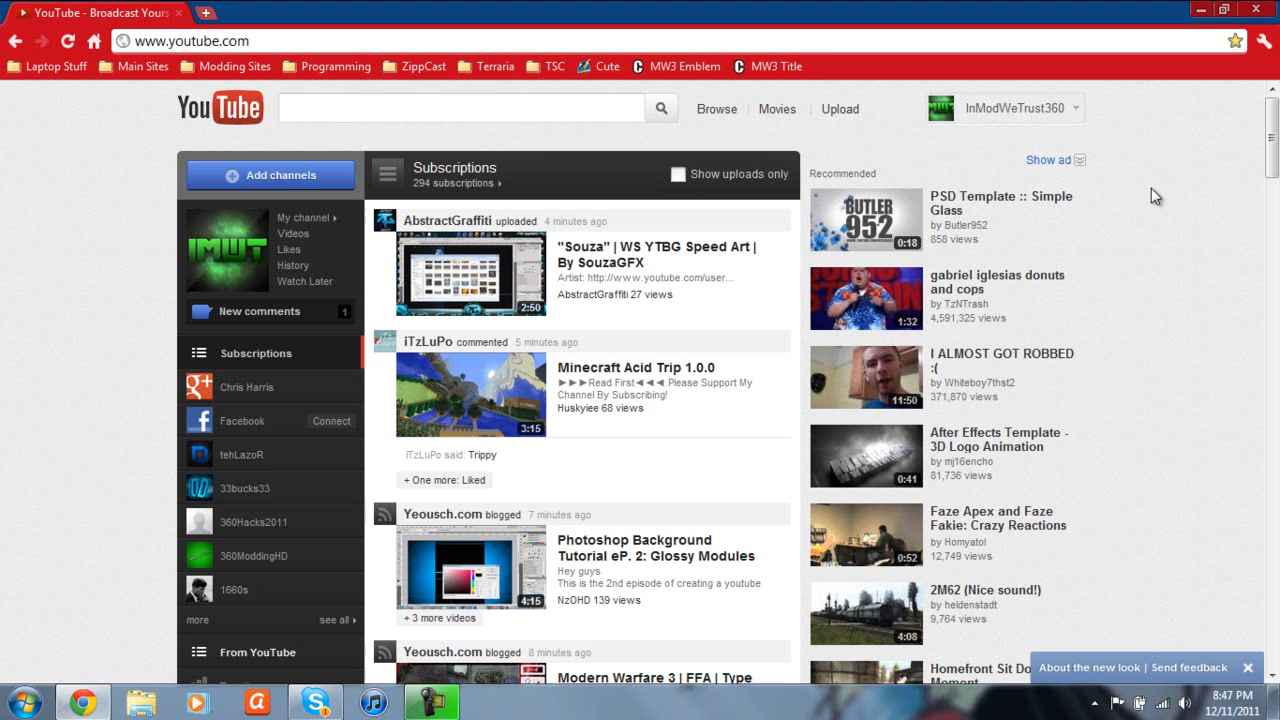 YouTube - Broadcast Yours
www.youtube.com
Laptop Stuff Main Sites Modding Sites Programming ZippCast Terraria TSC Cute MW3 Emblem MW3 Title
YouTube
Browse Movies Upload
InModWeTrust360
Add channels
IMWT
My channel
Videos
Likes
History
Watch Later
New comments 1
Subscriptions
Chris Harris
Facebook Connect
tehLazoR
33bucks33
360Hacks2011
360ModdingHD
1660s
more see all
From YouTube
Subscriptions
294 subscriptions
Show uploads only
AbstractGraffiti uploaded 4 minutes ago
2:50
"Souza" | WS YTBG Speed Art |
By SouzaGFX
Artist: http://www.youtube.com/user...
AbstractGraffiti 27 views
iTzLuPo commented 5 minutes ago
3:15
Minecraft Acid Trip 1.0.0
►►►Read First◄◄◄ Please Support My
Channel By Subscribing!
Huskyiee 68 views
iTzLuPo said: Trippy
+ One more: Liked
Yeousch.com blogged 7 minutes ago
4:15
Photoshop Background
Tutorial eP. 2: Glossy Modules
Hey guys
This is the 2nd episode of creating a youtube
NzOHD 139 views
+ 3 more videos
Yeousch.com blogged 8 minutes ago
Modern Warfare 3 | FFA | Type
Show ad
Recommended
BUTLER
952
0:18
PSD Template :: Simple
Glass
by Butler952
858 views
1:32
gabriel iglesias donuts
and cops
by TzNTrash
4,591,325 views
11:50
I ALMOST GOT ROBBED
:(
by Whiteboy7thst2
371,870 views
0:41
After Effects Template -
3D Logo Animation
by mj16encho
81,736 views
0:52
Faze Apex and Faze
Fakie: Crazy Reactions
by Homyatol
12,749 views
4:08
2M62 (Nice sound!)
by heldenstadt
9,764 views
Homefront Sit Do
About the new look | Send feedback
8:47 PM
12/11/2011